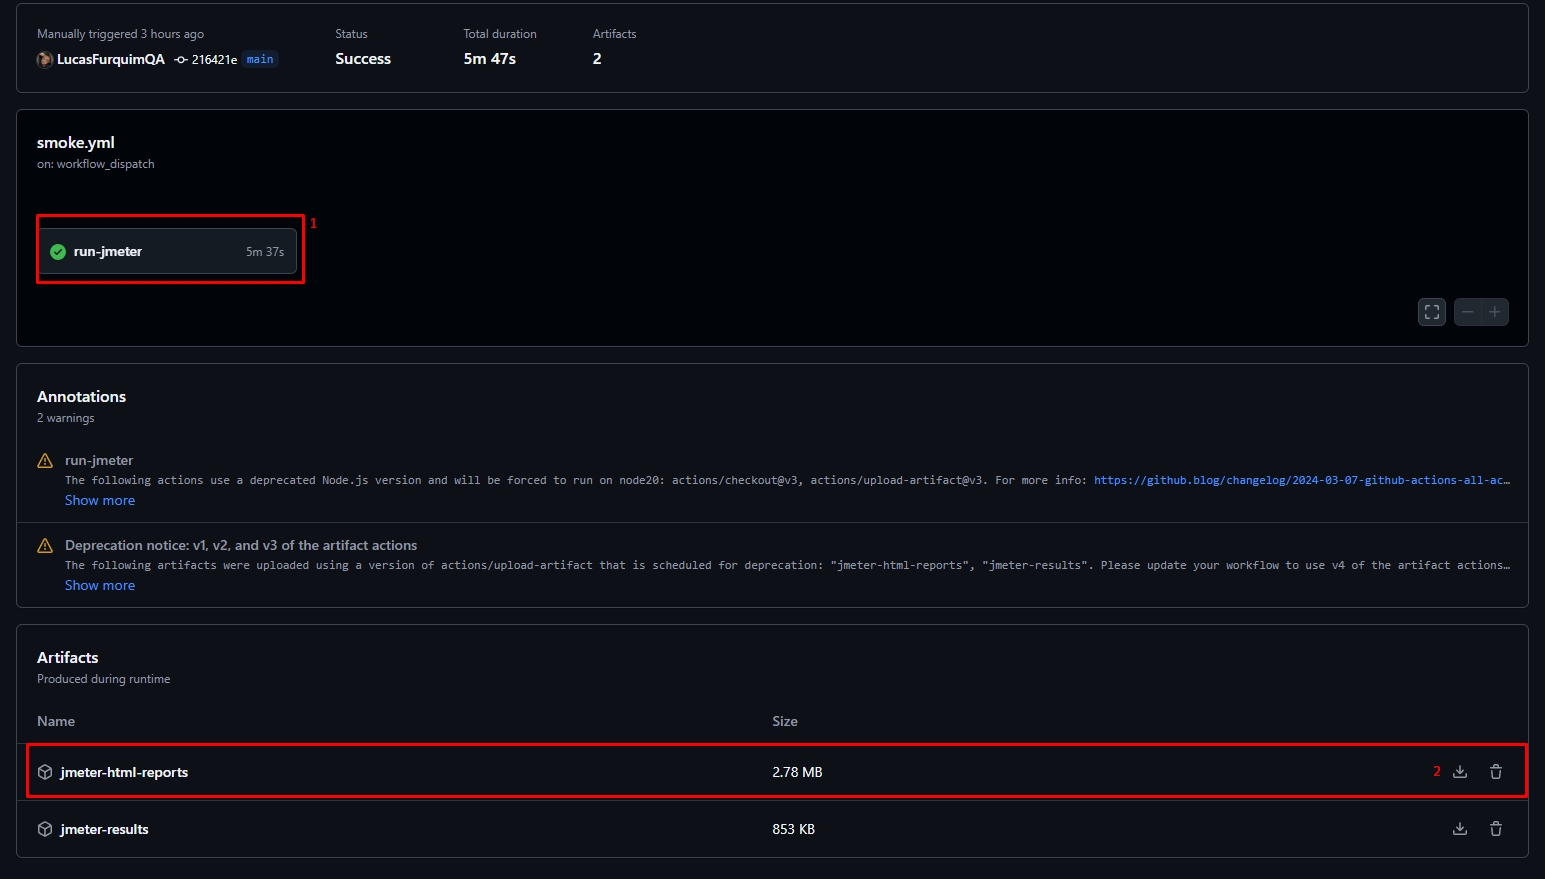 Manually triggered 3 hours ago
LucasFurquimQA 216421e main
Status
Success
Total duration
5m 47s
Artifacts
2
smoke.yml
on: workflow_dispatch
run-jmeter 5m 37s
1
Annotations
2 warnings
run-jmeter
The following actions use a deprecated Node.js version and will be forced to run on node20: actions/checkout@v3, actions/upload-artifact@v3. For more info: https://github.blog/changelog/2024-03-07-github-actions-all-ac…
Show more
Deprecation notice: v1, v2, and v3 of the artifact actions
The following artifacts were uploaded using a version of actions/upload-artifact that is scheduled for deprecation: "jmeter-html-reports", "jmeter-results". Please update your workflow to use v4 of the artifact actions…
Show more
Artifacts
Produced during runtime
Name Size
jmeter-html-reports 2.78 MB 2
jmeter-results 853 KB